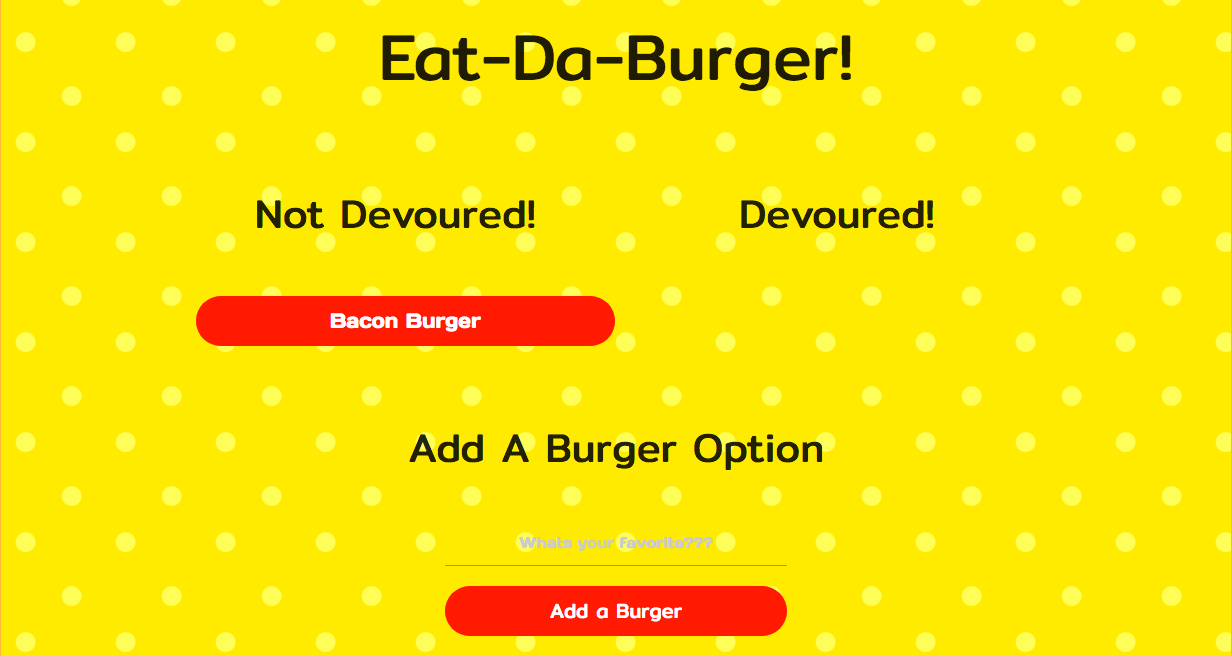 Eat-Da-Burger!
Not Devoured!
Devoured!
Bacon Burger
Add A Burger Option
Whats your favorite???
Add a Burger